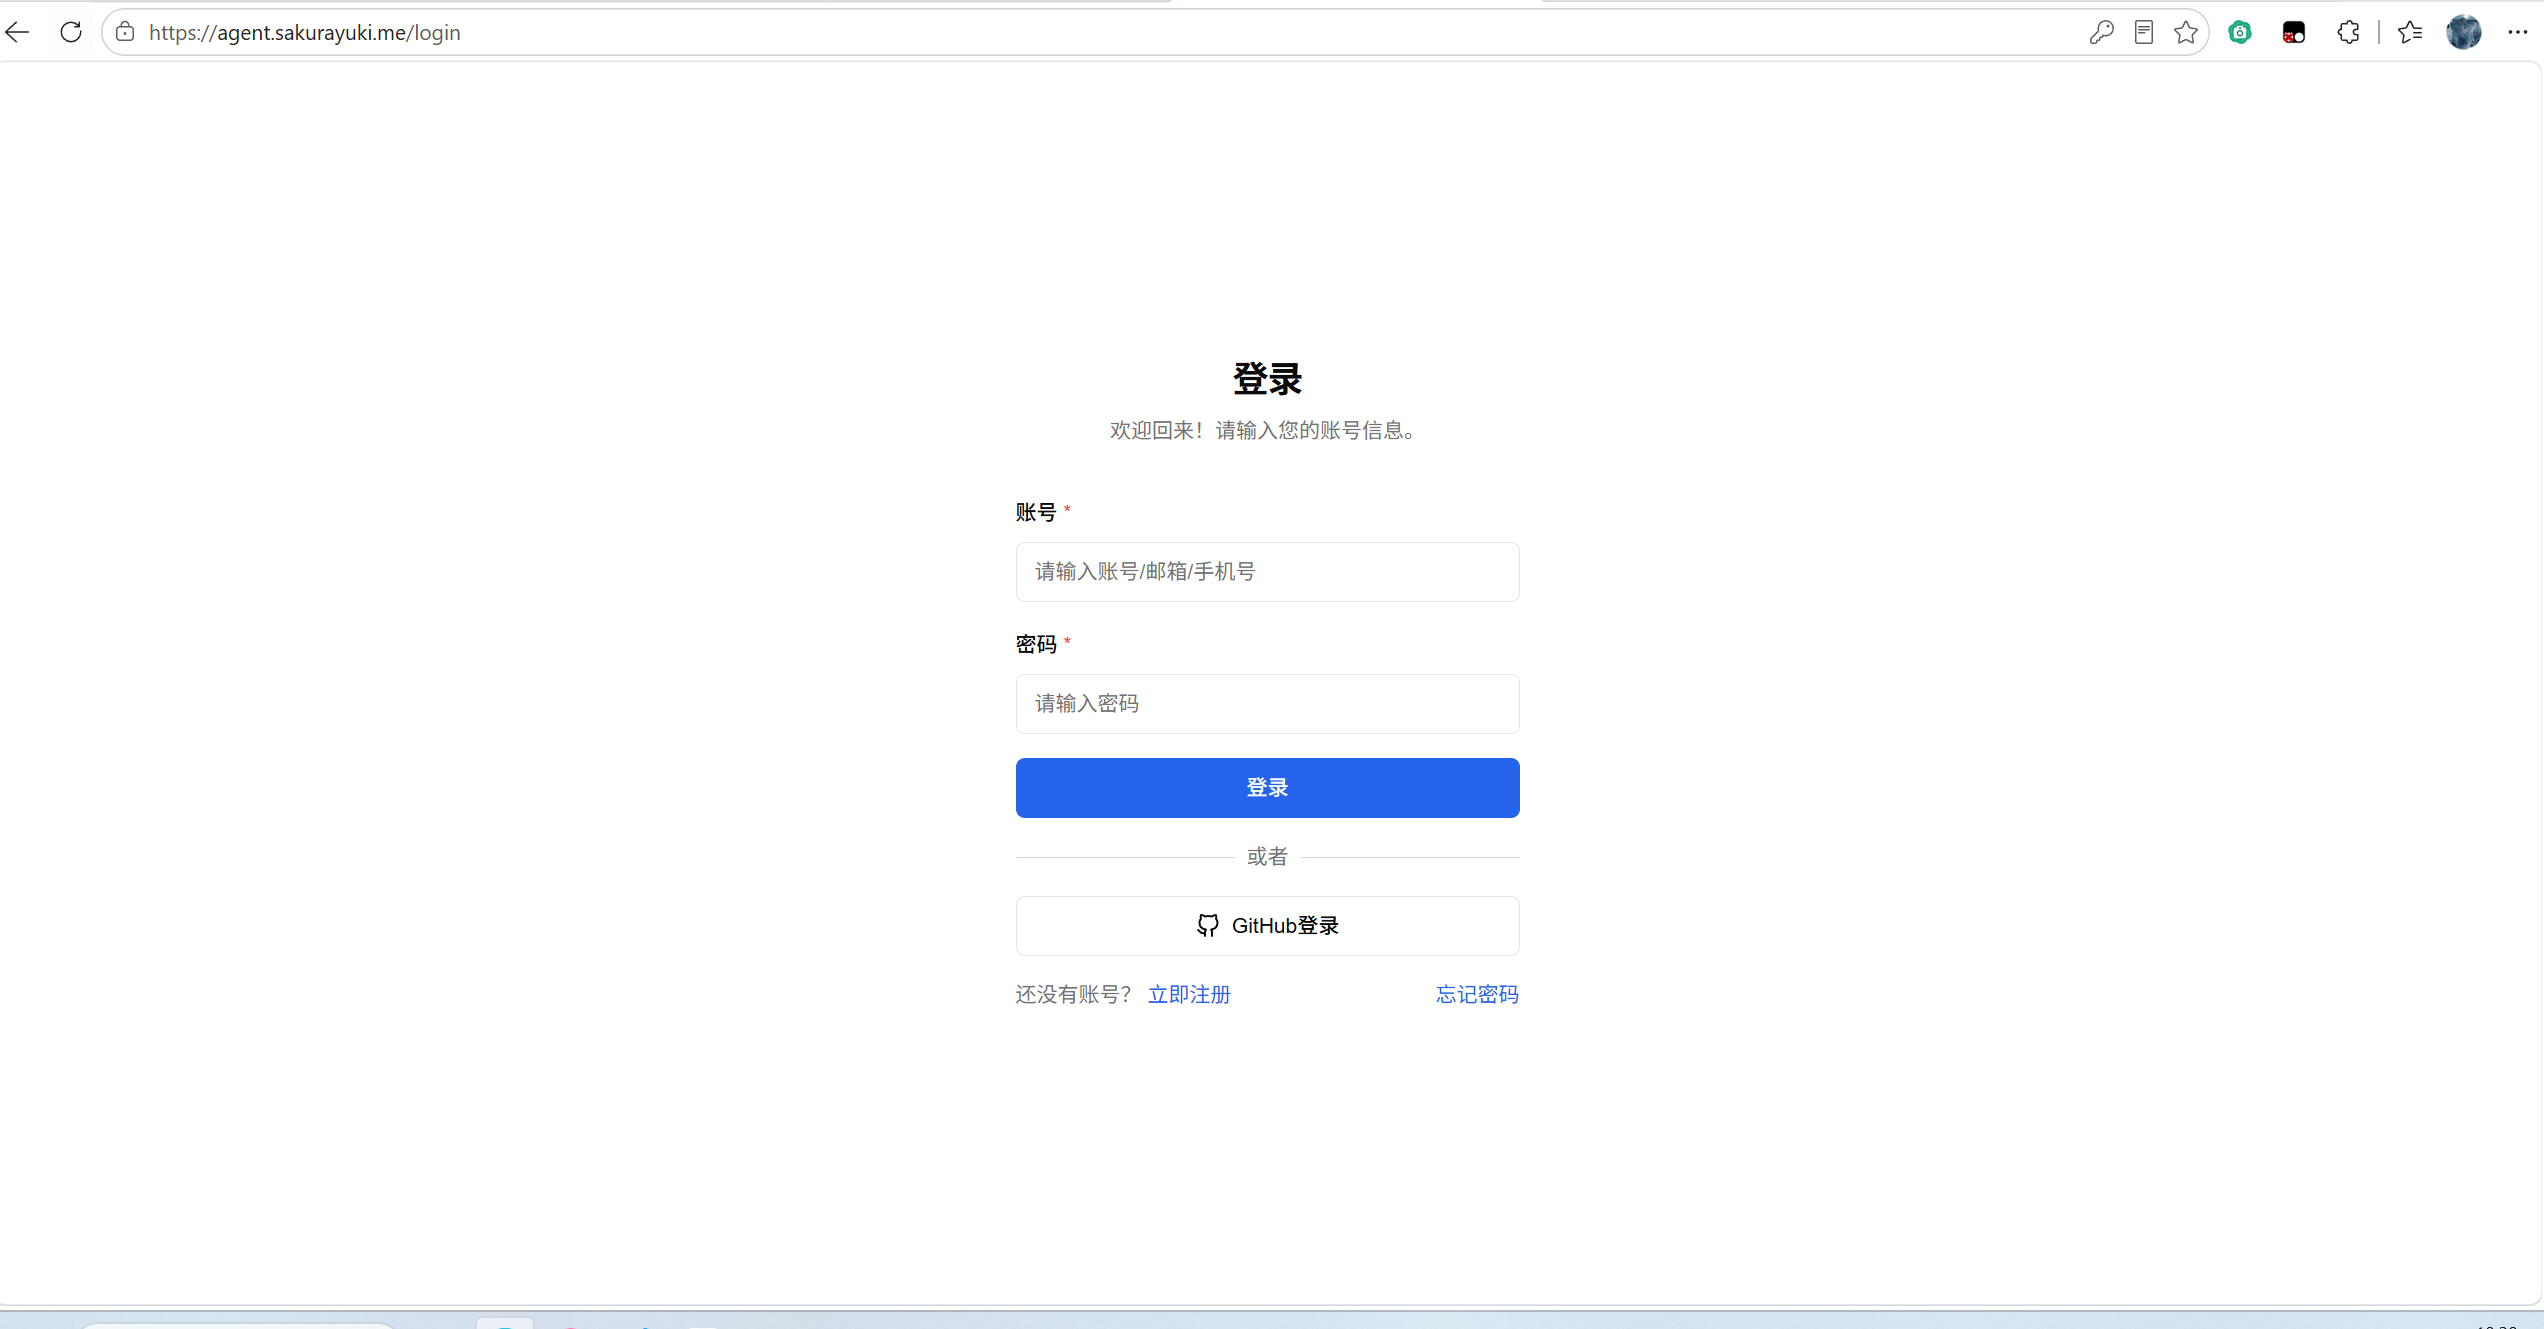 https://agent.sakurayuki.me/login
登录
欢迎回来！请输入您的账号信息。
账号 *
请输入账号/邮箱/手机号
密码 *
请输入密码
登录
或者
GitHub登录
还没有账号？ 立即注册 忘记密码